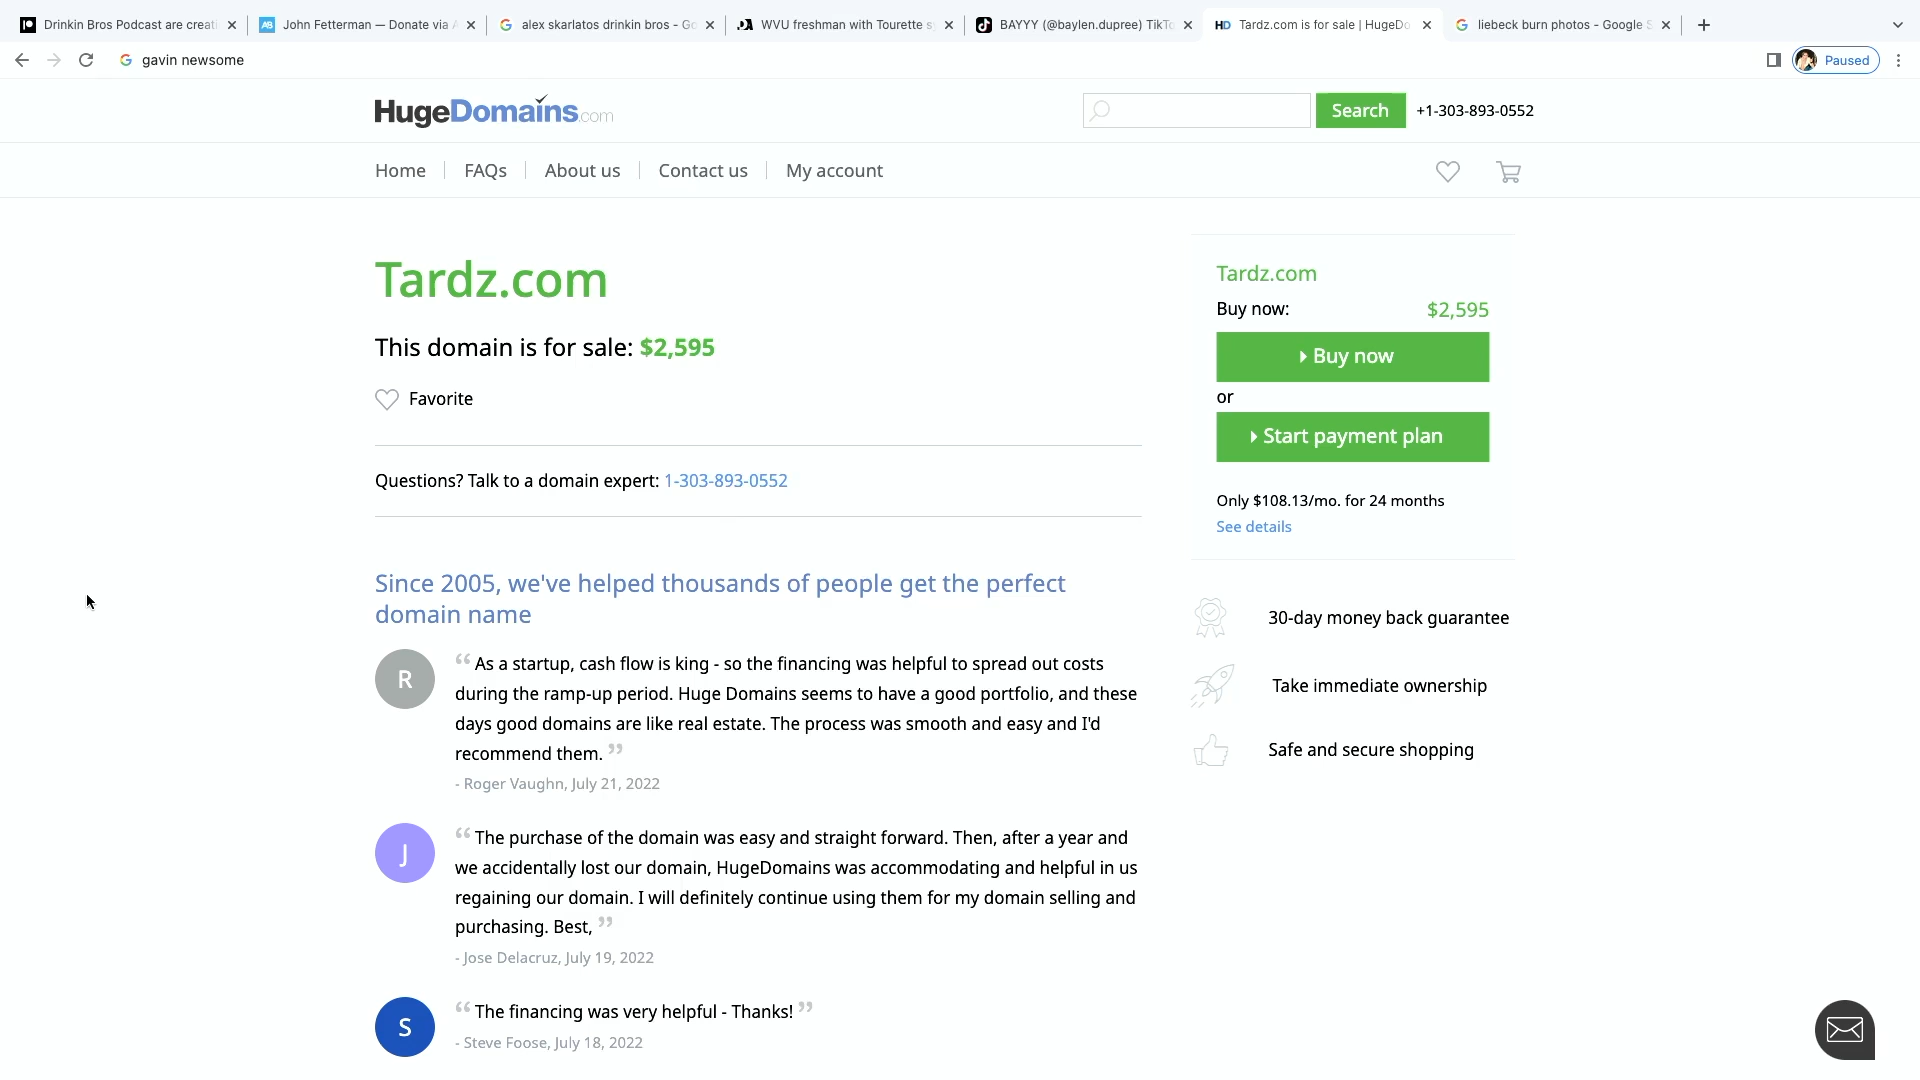 Drinkin Bros Podcast are creati
John Fetterman — Donate via A
alex skarlatos drinkin bros - Go
WVU freshman with Tourette s
BAYYY (@baylen.dupree) TikTo
Tardz.com is for sale | HugeDo
liebeck burn photos - Google S
gavin newsome
Paused
HugeDomains.com
Search
+1-303-893-0552
Home
FAQs
About us
Contact us
My account
Tardz.com
This domain is for sale: $2,595
Favorite
Questions? Talk to a domain expert: 1-303-893-0552
Tardz.com
Buy now: $2,595
Buy now
or
Start payment plan
Only $108.13/mo. for 24 months
See details
30-day money back guarantee
Take immediate ownership
Safe and secure shopping
Since 2005, we've helped thousands of people get the perfect
domain name
R
“ As a startup, cash flow is king - so the financing was helpful to spread out costs
during the ramp-up period. Huge Domains seems to have a good portfolio, and these
days good domains are like real estate. The process was smooth and easy and I'd
recommend them. ”
- Roger Vaughn, July 21, 2022
J
“ The purchase of the domain was easy and straight forward. Then, after a year and
we accidentally lost our domain, HugeDomains was accommodating and helpful in us
regaining our domain. I will definitely continue using them for my domain selling and
purchasing. Best, ”
- Jose Delacruz, July 19, 2022
S
“ The financing was very helpful - Thanks! ”
- Steve Foose, July 18, 2022